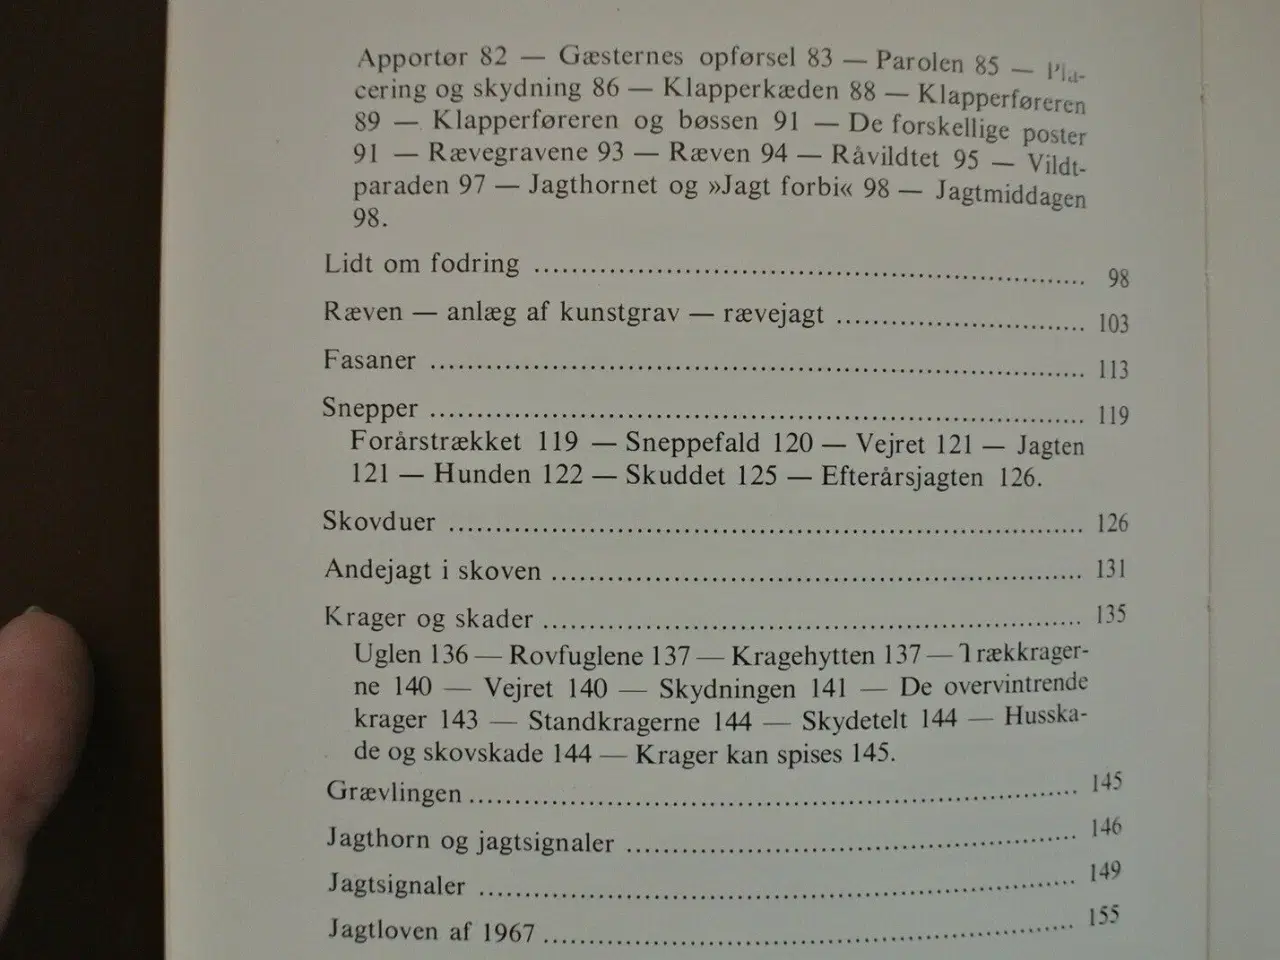 Apportør 82 — Gæsternes opførsel 83 — Parolen 85 — Pla-
cering og skydning 86 — Klapperkæden 88 — Klapperføreren
89 — Klapperføreren og bøssen 91 — De forskellige poster
91 — Rævegravene 93 — Ræven 94 — Råvildtet 95 — Vildt-
paraden 97 — Jagthornet og »Jagt forbi« 98 — Jagtmiddagen
98.
Lidt om fodring ........ 98
Ræven — anlæg af kunstgrav — rævejagt ........ 103
Fasaner ........ 113
Snepper ........ 119
Forårstrækket 119 — Sneppefald 120 — Vejret 121 — Jagten
121 — Hunden 122 — Skuddet 125 — Efterårsjagten 126.
Skovduer ........ 126
Andejagt i skoven ........ 131
Krager og skader ........ 135
Uglen 136 — Rovfuglene 137 — Kragehytten 137 — Trækkrager-
ne 140 — Vejret 140 — Skydningen 141 — De overvintrende
krager 143 — Standkragerne 144 — Skydetelt 144 — Husska-
de og skovskade 144 — Krager kan spises 145.
Grævlingen ........ 145
Jagthorn og jagtsignaler ........ 146
Jagtsignaler ........ 149
Jagtloven af 1967 ........ 155